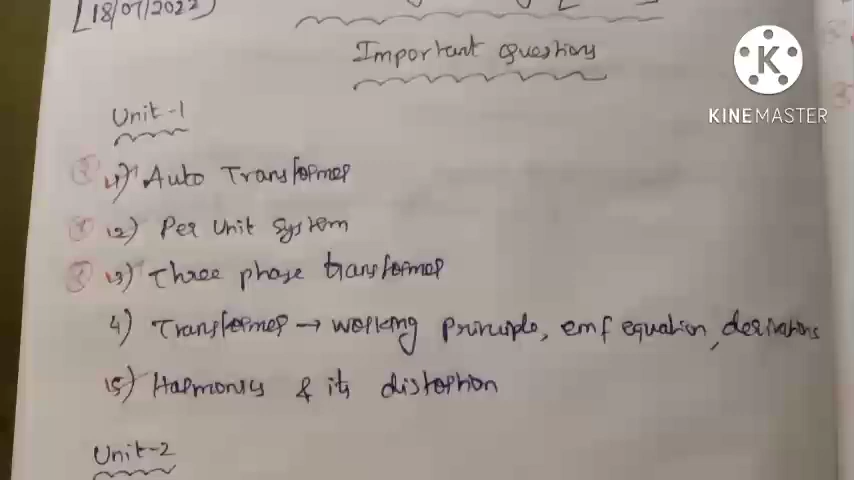 [18/07/2022)
Important questions
KINEMASTER
Unit-1
1) Auto Transformer
2) Per Unit System
3) Three phase transformer
4) Transformer → working principle, emf equation, derivations
5) Harmonics & its distortion
Unit-2